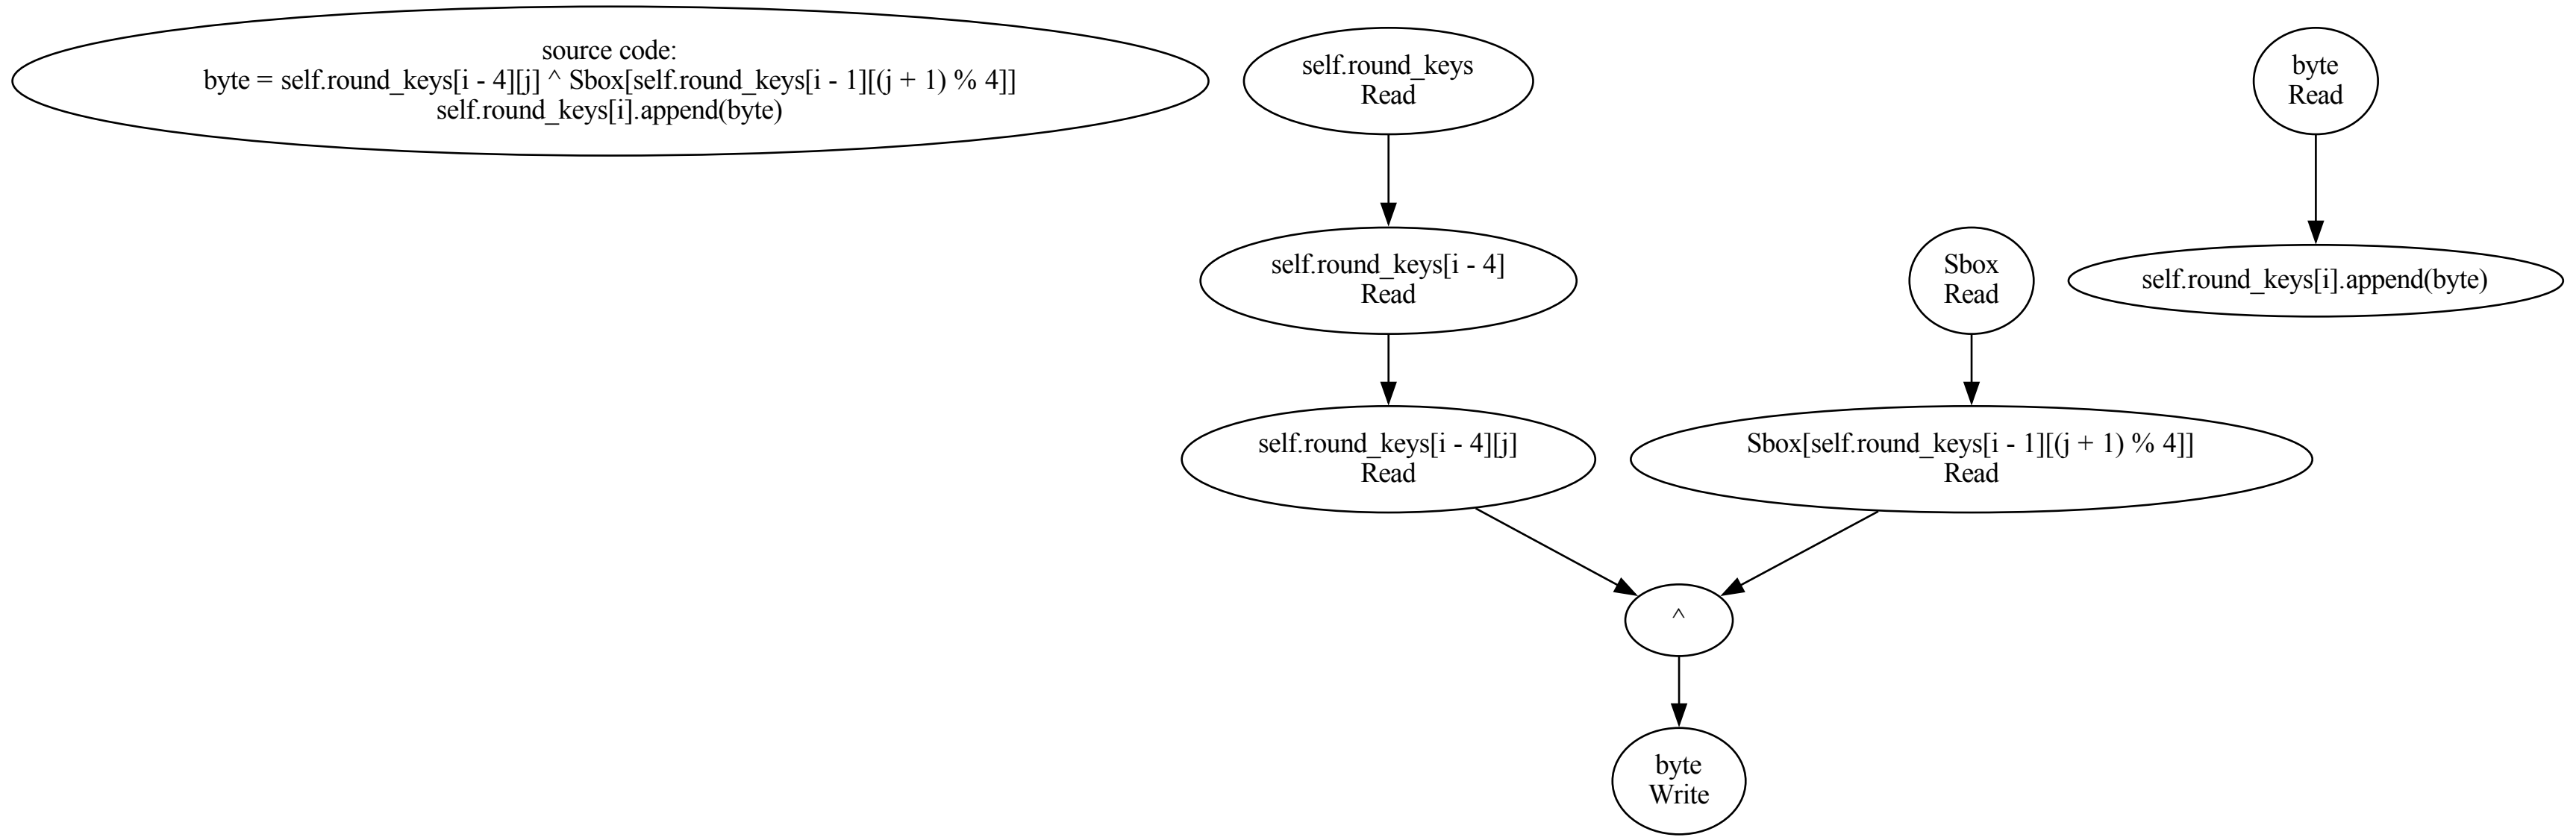 source code:
byte = self.round_keys[i - 4][j] ^ Sbox[self.round_keys[i - 1][(j + 1) % 4]]
self.round_keys[i].append(byte)
self.round_keys
Read
byte
Read
self.round_keys[i - 4]
Read
Sbox
Read
self.round_keys[i].append(byte)
self.round_keys[i - 4][j]
Read
Sbox[self.round_keys[i - 1][(j + 1) % 4]]
Read
^
byte
Write